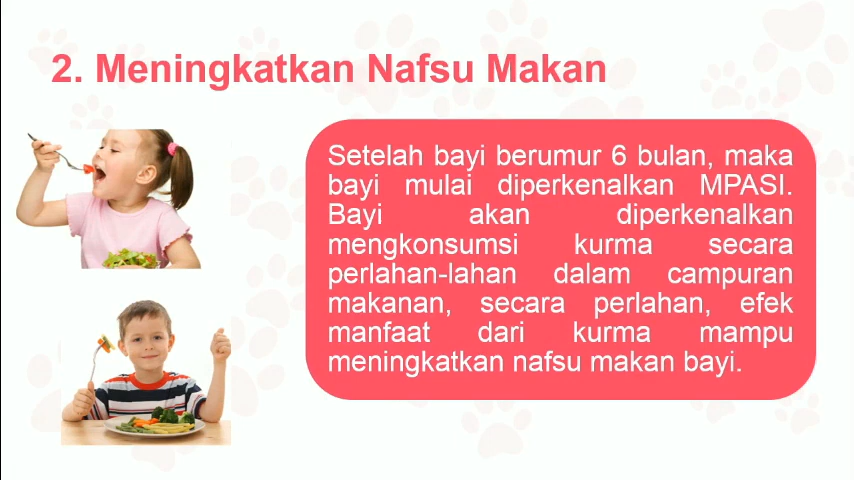 2. Meningkatkan Nafsu Makan
Setelah bayi berumur 6 bulan, maka
bayi mulai diperkenalkan MPASI.
Bayi akan diperkenalkan
mengkonsumsi kurma secara
perlahan-lahan dalam campuran
makanan, secara perlahan, efek
manfaat dari kurma mampu
meningkatkan nafsu makan bayi.